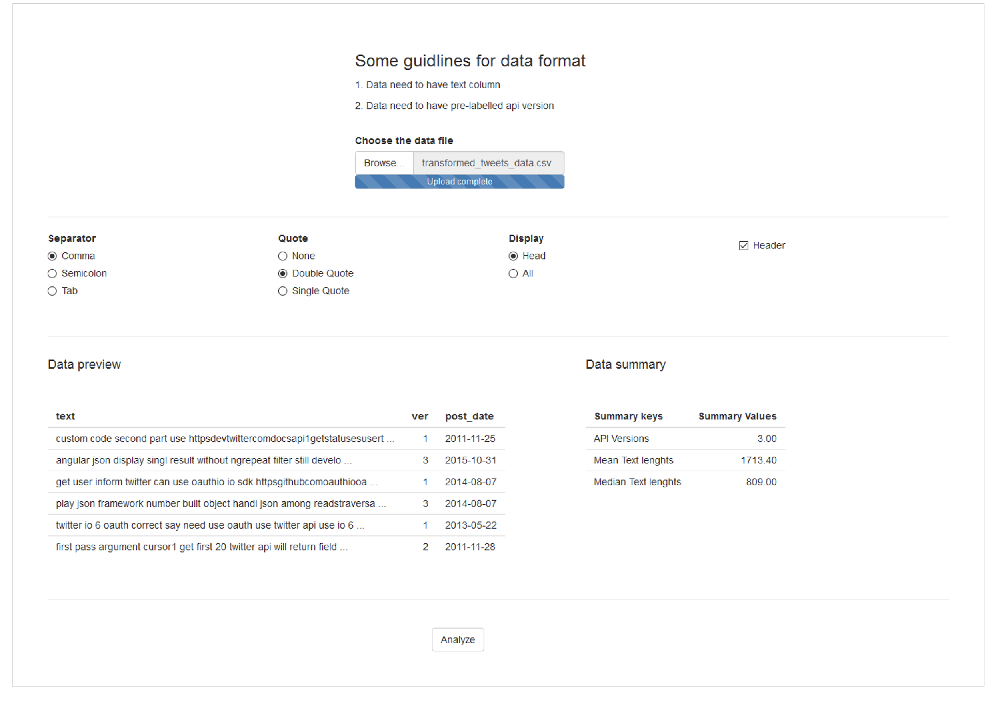 Some guidlines for data format
1. Data need to have text column
2. Data need to have pre-labelled api version
Choose the data file
Browse... transformed_tweets_data.csv
Upload complete
Separator Quote Display Header
Comma None Head
Semicolon Double Quote All
Tab Single Quote
Data preview Data summary
text ver post_date Summary keys Summary Values
custom code second part use httpsdevtwittercomdocsapi1getstatusesusert ... 1 2011-11-25 API Versions 3.00
angular json display singl result without ngrepeat filter still develo ... 3 2015-10-31 Mean Text lenghts 1713.40
get user inform twitter can use oauthio io sdk httpsgithubcomoauthiooa ... 1 2014-08-07 Median Text lenghts 809.00
play json framework number built object handl json among readstraversa ... 3 2014-08-07
twitter io 6 oauth correct say need use oauth use twitter api use io 6 ... 1 2013-05-22
first pass argument cursor1 get first 20 twitter api will return field ... 2 2011-11-28
Analyze